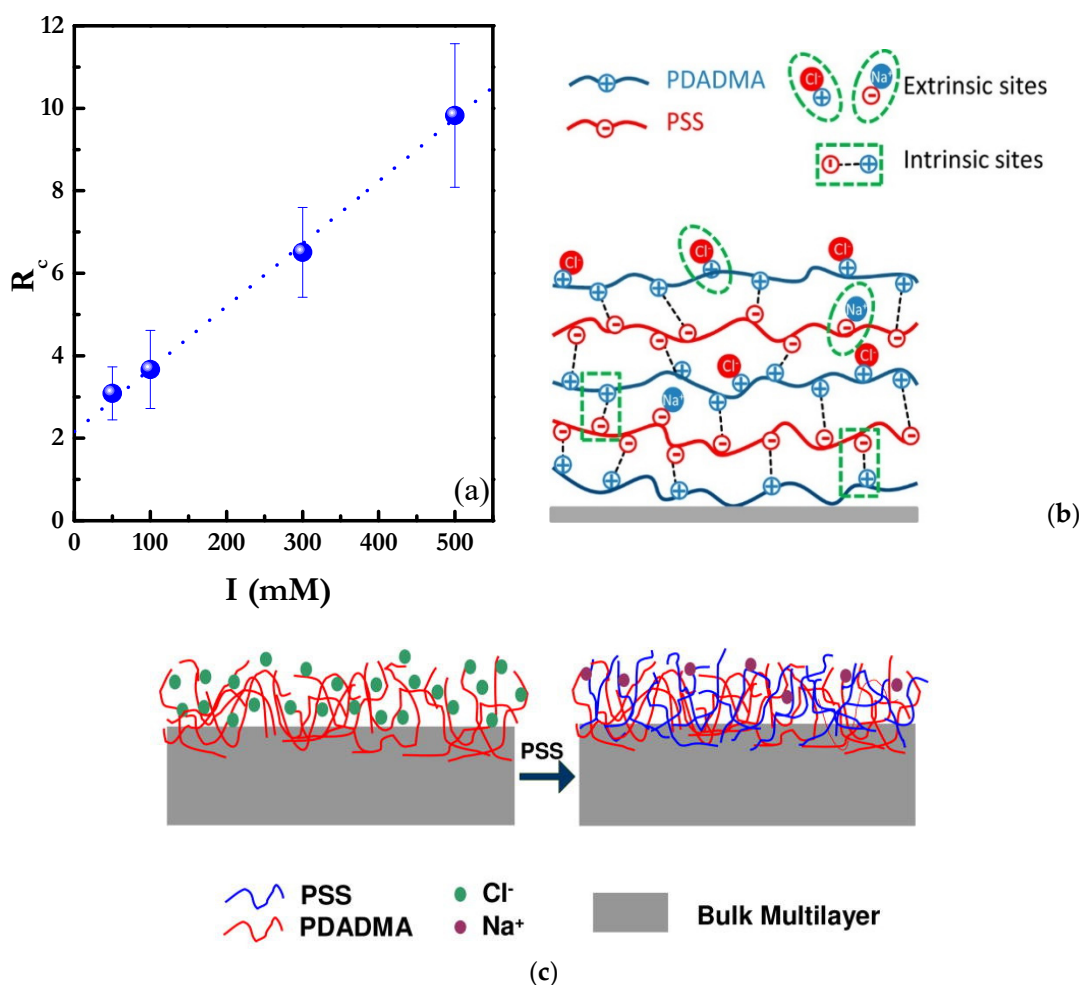 12
10
8
6
4
2
0
R_c
0 100 200 300 400 500
I (mM)
(a)
PDADMA
PSS
Cl⁻
Na⁺
Extrinsic sites
Intrinsic sites
Cl⁻
Cl⁻
Cl⁻
Na⁺
Cl⁻
Cl⁻
Na⁺
(b)
PSS
PSS
PDADMA
Cl⁻
Na⁺
Bulk Multilayer
(c)